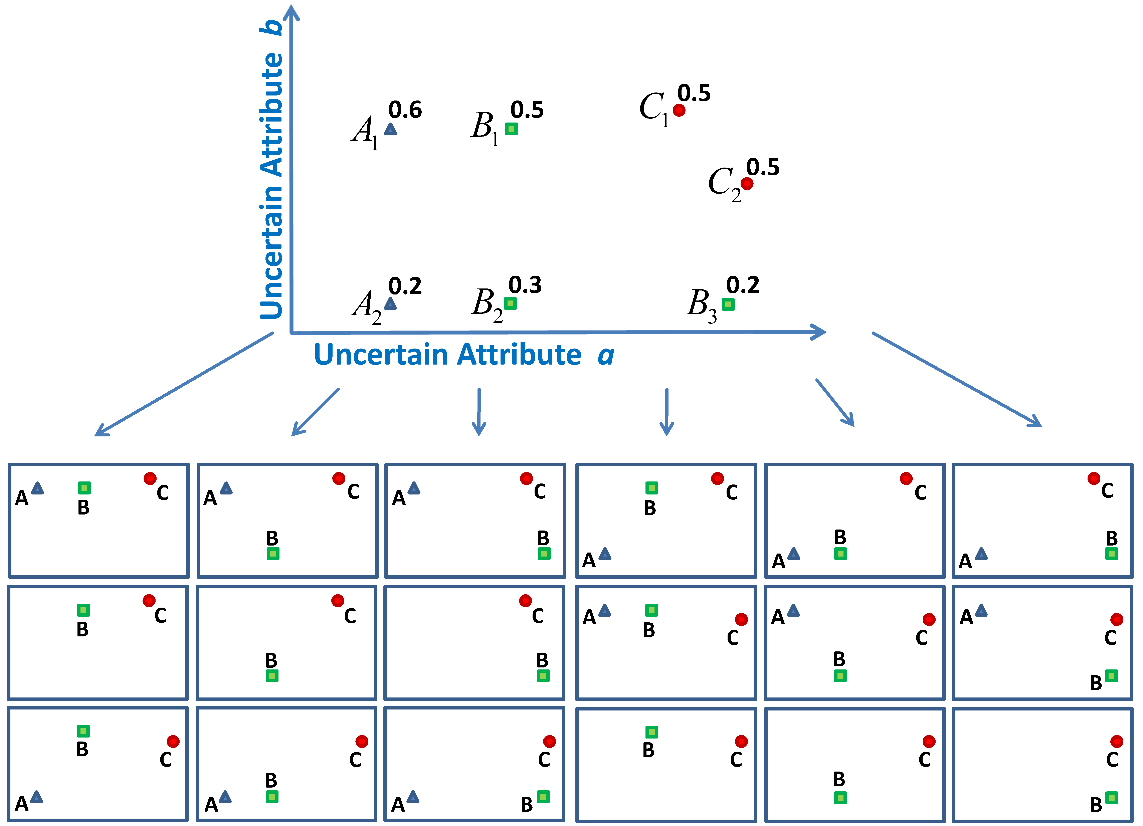 Uncertain Attribute b
A1 0.6
B1 0.5
C1 0.5
C2 0.5
A2 0.2
B2 0.3
B3 0.2
Uncertain Attribute a
A B C
A B C
A B C
A B C
A B C
A B C
B C
B C
B C
A B C
A B C
A B C
A B C
A B C
A B C
B C
B C
B C